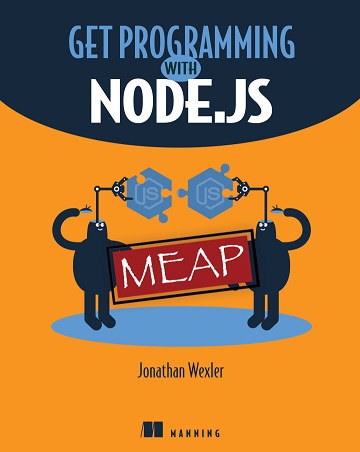 GET PROGRAMMING
WITH
NODE.JS
JS JS
MEAP
Jonathan Wexler
MANNING